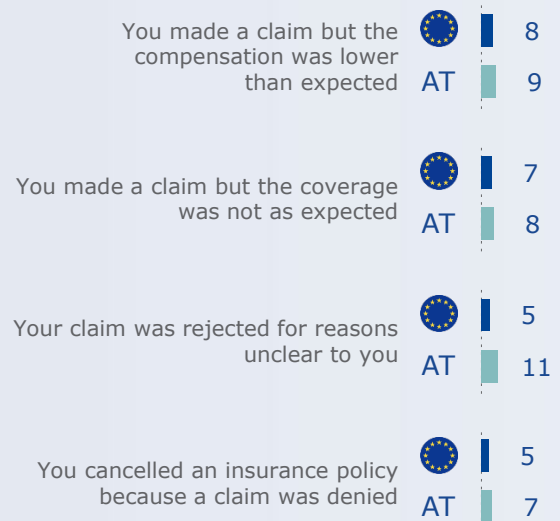 You made a claim but the
compensation was lower
than expected
8
AT 9
You made a claim but the coverage
was not as expected
7
AT 8
Your claim was rejected for reasons
unclear to you
5
AT 11
You cancelled an insurance policy
because a claim was denied
5
AT 7